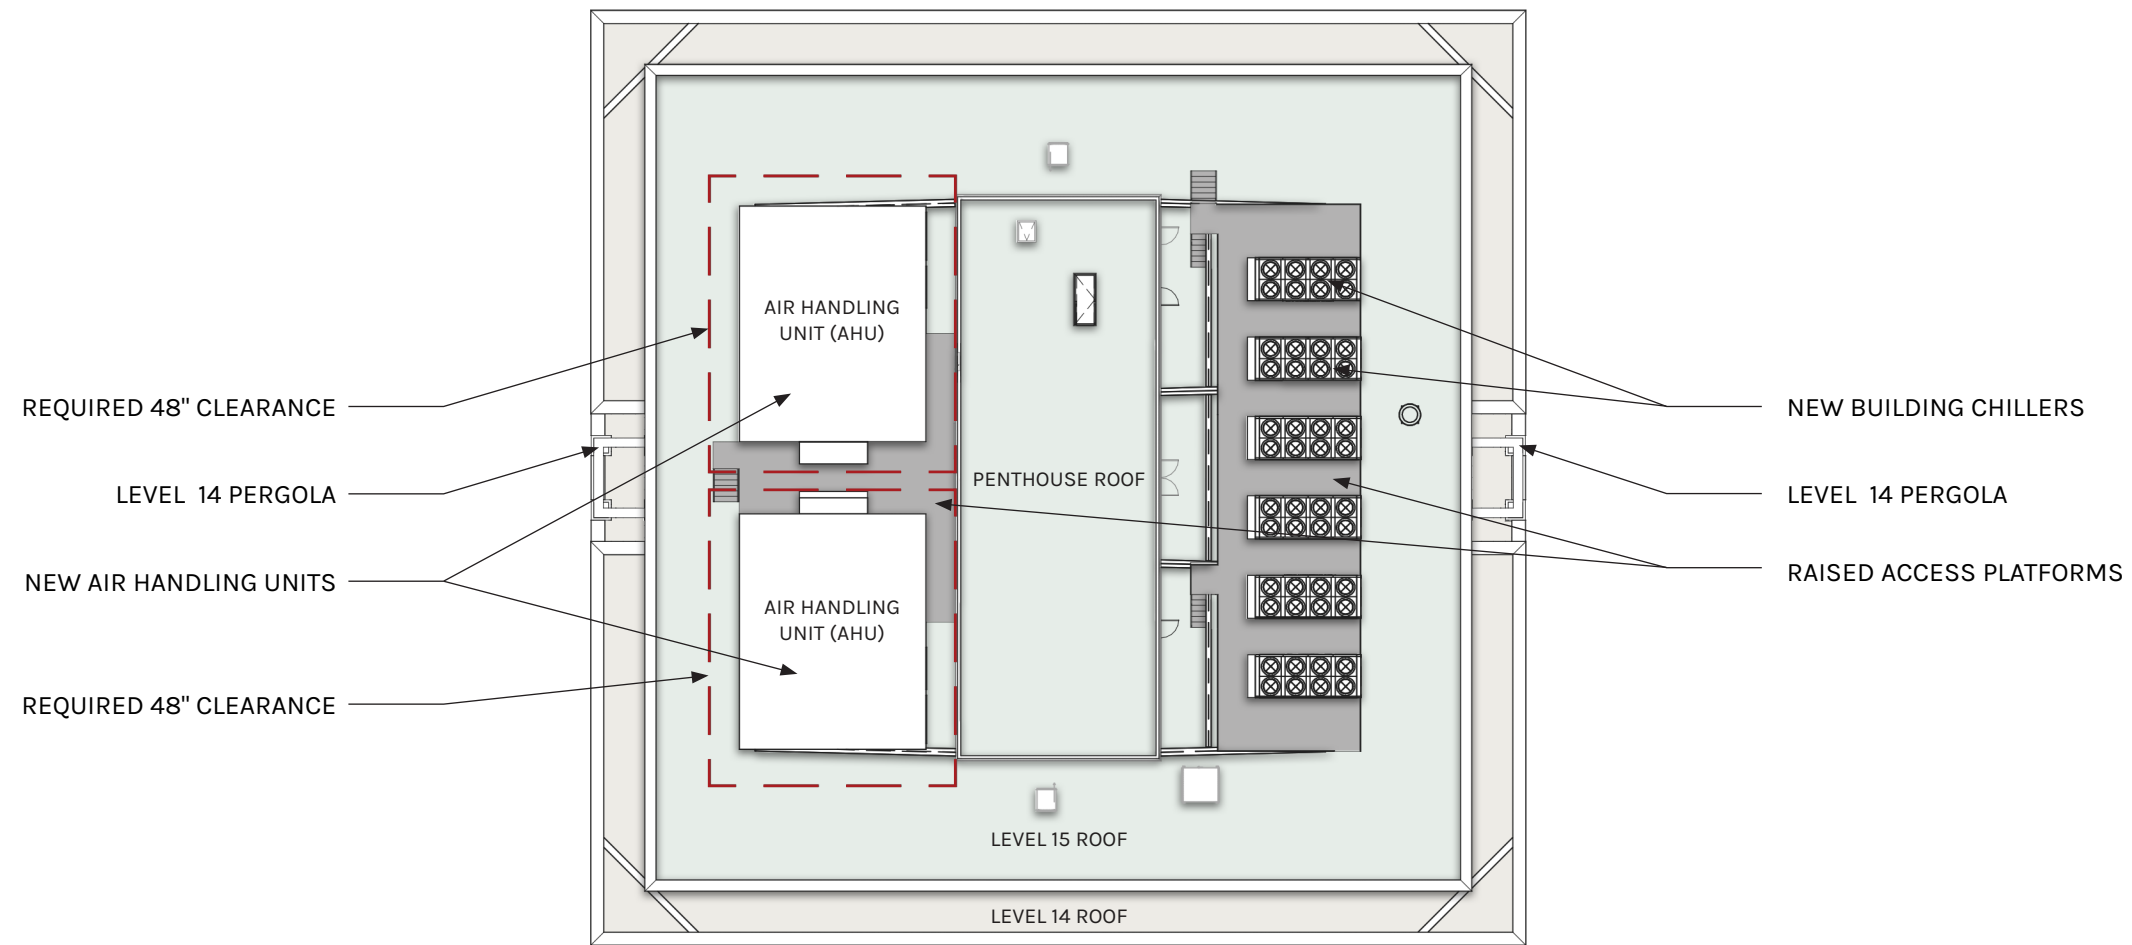 AIR HANDLING
UNIT (AHU)
REQUIRED 48" CLEARANCE
LEVEL 14 PERGOLA
NEW AIR HANDLING UNITS
AIR HANDLING
UNIT (AHU)
REQUIRED 48" CLEARANCE
PENTHOUSE ROOF
NEW BUILDING CHILLERS
LEVEL 14 PERGOLA
RAISED ACCESS PLATFORMS
LEVEL 15 ROOF
LEVEL 14 ROOF